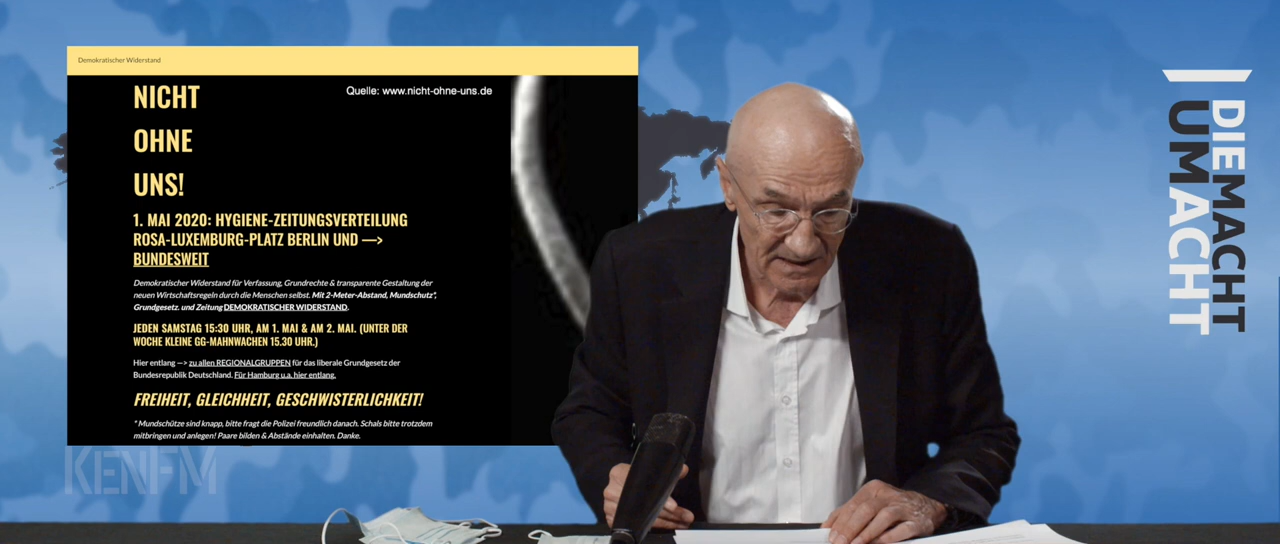 Demokratischer Widerstand
NICHT
OHNE
UNS!
Quelle: www.nicht-ohne-uns.de
1. MAI 2020: HYGIENE-ZEITUNGSVERTEILUNG
ROSA-LUXEMBURG-PLATZ BERLIN UND —>
BUNDESWEIT
Demokratischer Widerstand für Verfassung, Grundrechte & transparente Gestaltung der
neuen Wirtschaftsregeln durch die Menschen selbst. Mit 2-Meter-Abstand, Mundschutz*,
Grundgesetz. und Zeitung DEMOKRATISCHER WIDERSTAND.
JEDEN SAMSTAG 15:30 UHR, AM 1. MAI & AM 2. MAI. (UNTER DER
WOCHE KLEINE GG-MAHNWACHEN 15.30 UHR.)
Hier entlang —> zu allen REGIONALGRUPPEN für das liberale Grundgesetz der
Bundesrepublik Deutschland. Für Hamburg u.a. hier entlang.
FREIHEIT, GLEICHHEIT, GESCHWISTERLICHKEIT!
* Mundschütze sind knapp, bitte fragt die Polizei freundlich danach. Schals bitte trotzdem
mitbringen und anlegen! Paare bilden & Abstände einhalten. Danke.
KENFM
DIEMACHT
UMACHT